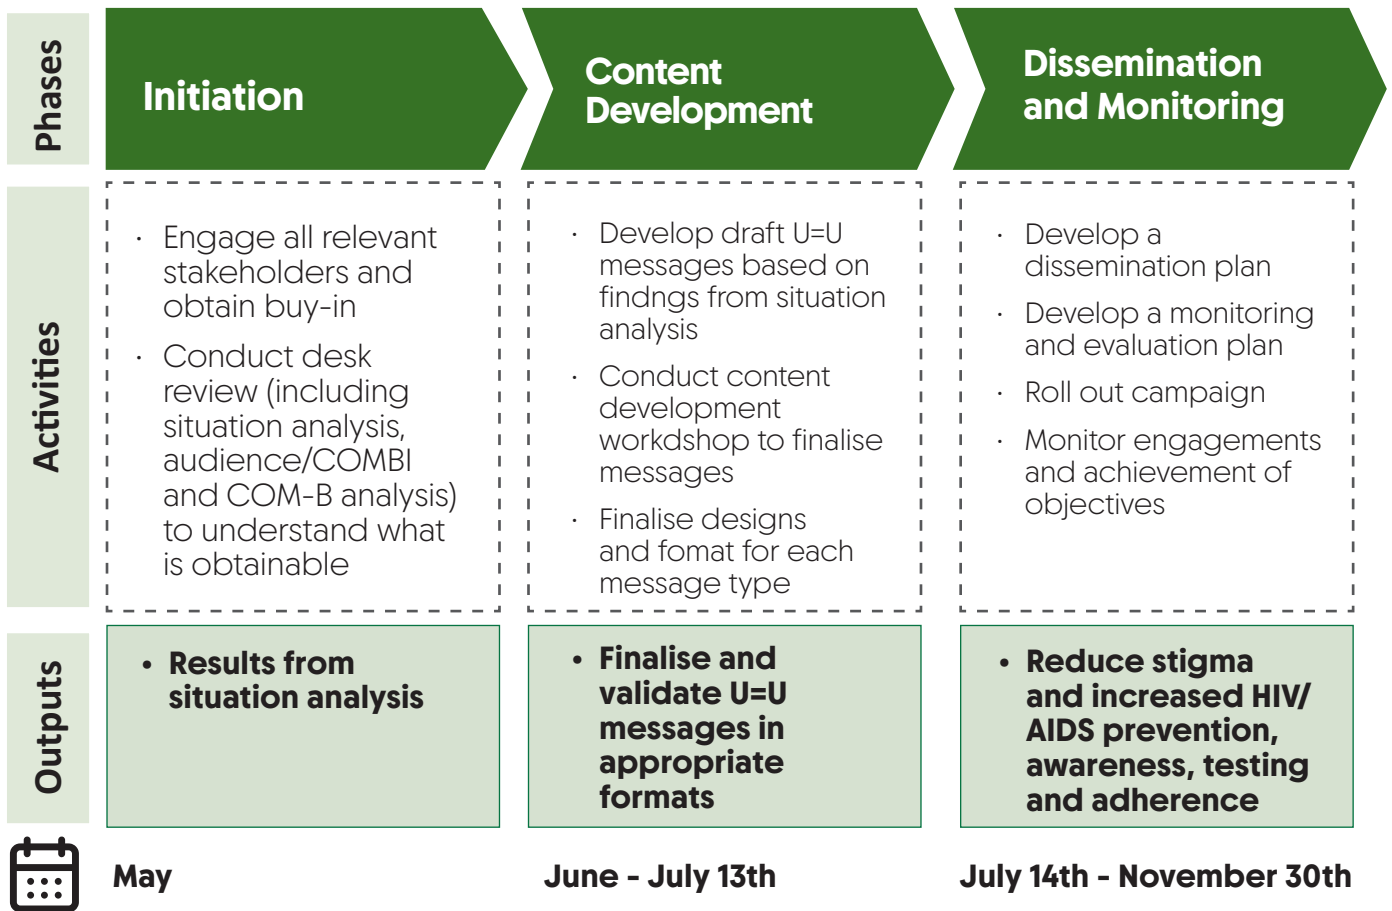 Phases
Initiation
Content
Development
Dissemination
and Monitoring
Activities
· Engage all relevant
stakeholders and
obtain buy-in
· Conduct desk
review (including
situation analysis,
audience/COMBI
and COM-B analysis)
to understand what
is obtainable
· Develop draft U=U
messages based on
findngs from situation
analysis
· Conduct content
development
workdshop to finalise
messages
· Finalise designs
and fomat for each
message type
· Develop a
dissemination plan
· Develop a monitoring
and evaluation plan
· Roll out campaign
· Monitor engagements
and achievement of
objectives
Outputs
• Results from
situation analysis
• Finalise and
validate U=U
messages in
appropriate
formats
• Reduce stigma
and increased HIV/
AIDS prevention,
awareness, testing
and adherence
May
June - July 13th
July 14th - November 30th